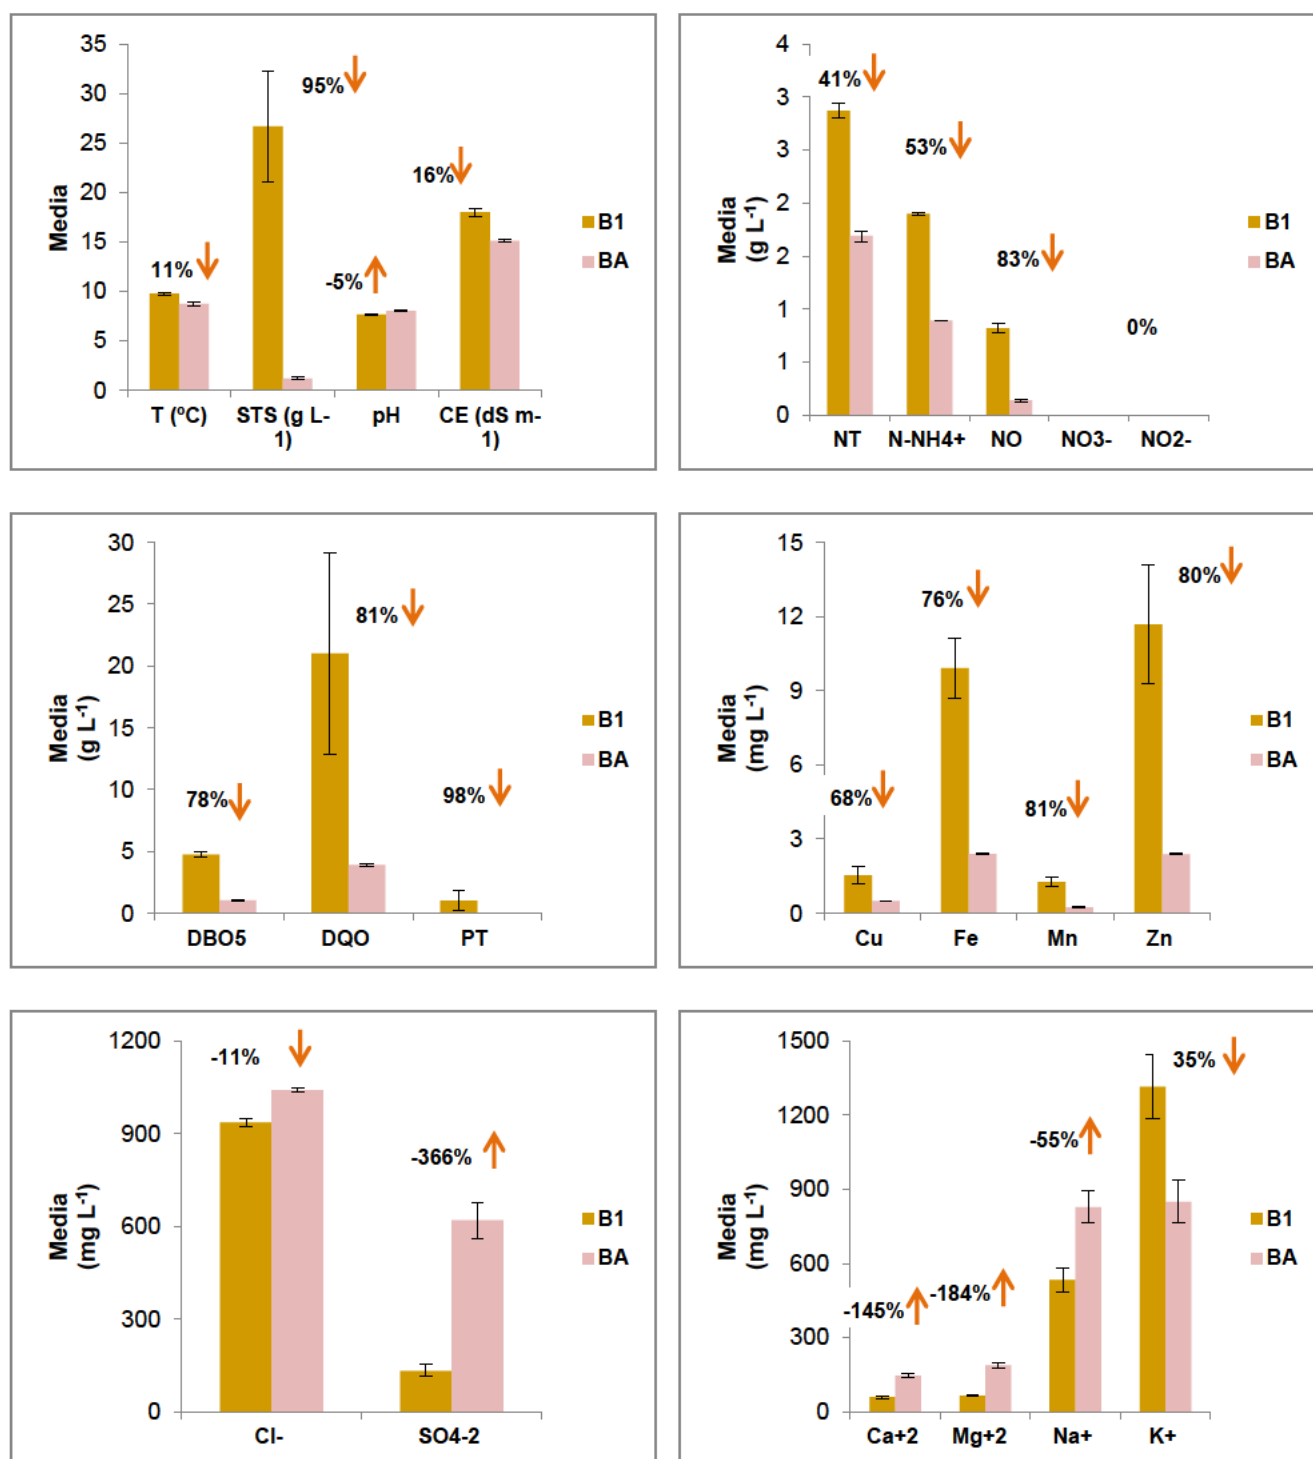 35
30
25
20
15
10
5
0
Media
95%
16%
11%
-5%
B1
BA
T (ºC)
STS (g L-
1)
pH
CE (dS m-
1)
4
3
3
2
2
1
1
0
Media
(g L-1)
41%
53%
83%
0%
B1
BA
NT
N-NH4+
NO
NO3-
NO2-
30
25
20
15
10
5
0
Media
(g L-1)
81%
78%
98%
B1
BA
DBO5
DQO
PT
15
12
9
6
3
0
Media
(mg L-1)
80%
76%
68%
81%
B1
BA
Cu
Fe
Mn
Zn
1200
900
600
300
0
Media
(mg L-1)
-11%
-366%
B1
BA
Cl-
SO4-2
1500
1200
900
600
300
0
Media
(mg L-1)
35%
-55%
-184%
-145%
B1
BA
Ca+2
Mg+2
Na+
K+